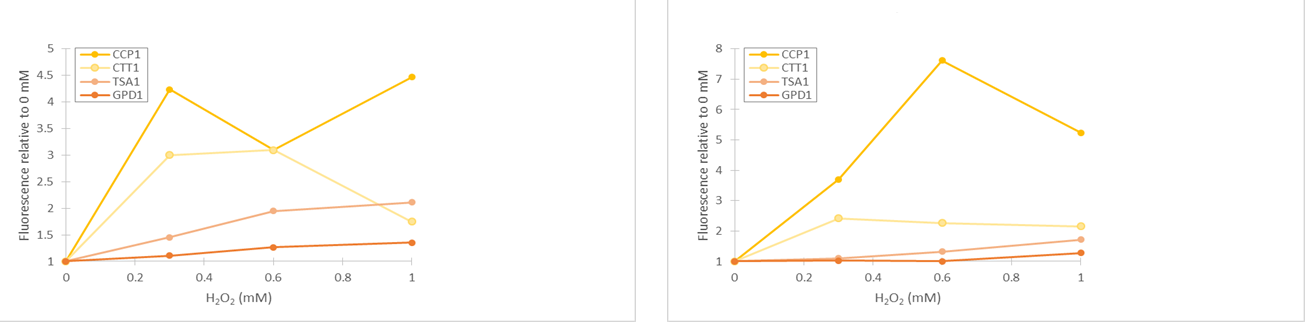 5
4.5
4
3.5
3
2.5
2
1.5
1
Fluorescence relative to 0 mM
CCP1
CTT1
TSA1
GPD1
0 0.2 0.4 0.6 0.8 1
H₂O₂ (mM)
8
7
6
5
4
3
2
1
Fluorescence relative to 0 mM
CCP1
CTT1
TSA1
GPD1
0 0.2 0.4 0.6 0.8 1
H₂O₂ (mM)